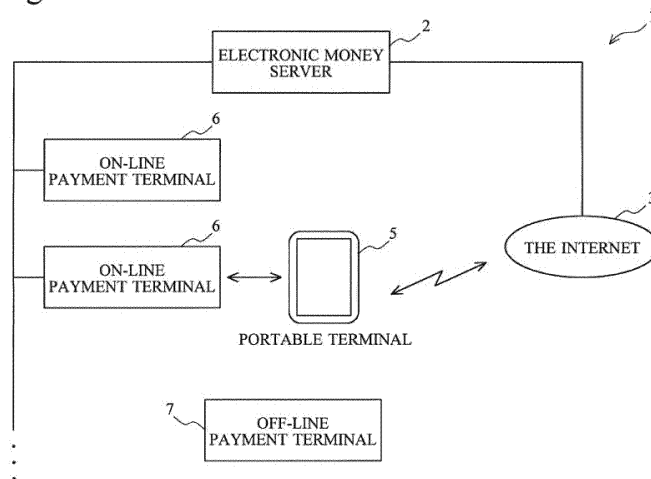 2
ELECTRONIC MONEY
SERVER
6
ON-LINE
PAYMENT TERMINAL
6
ON-LINE
PAYMENT TERMINAL
5
PORTABLE TERMINAL
THE INTERNET
7
OFF-LINE
PAYMENT TERMINAL